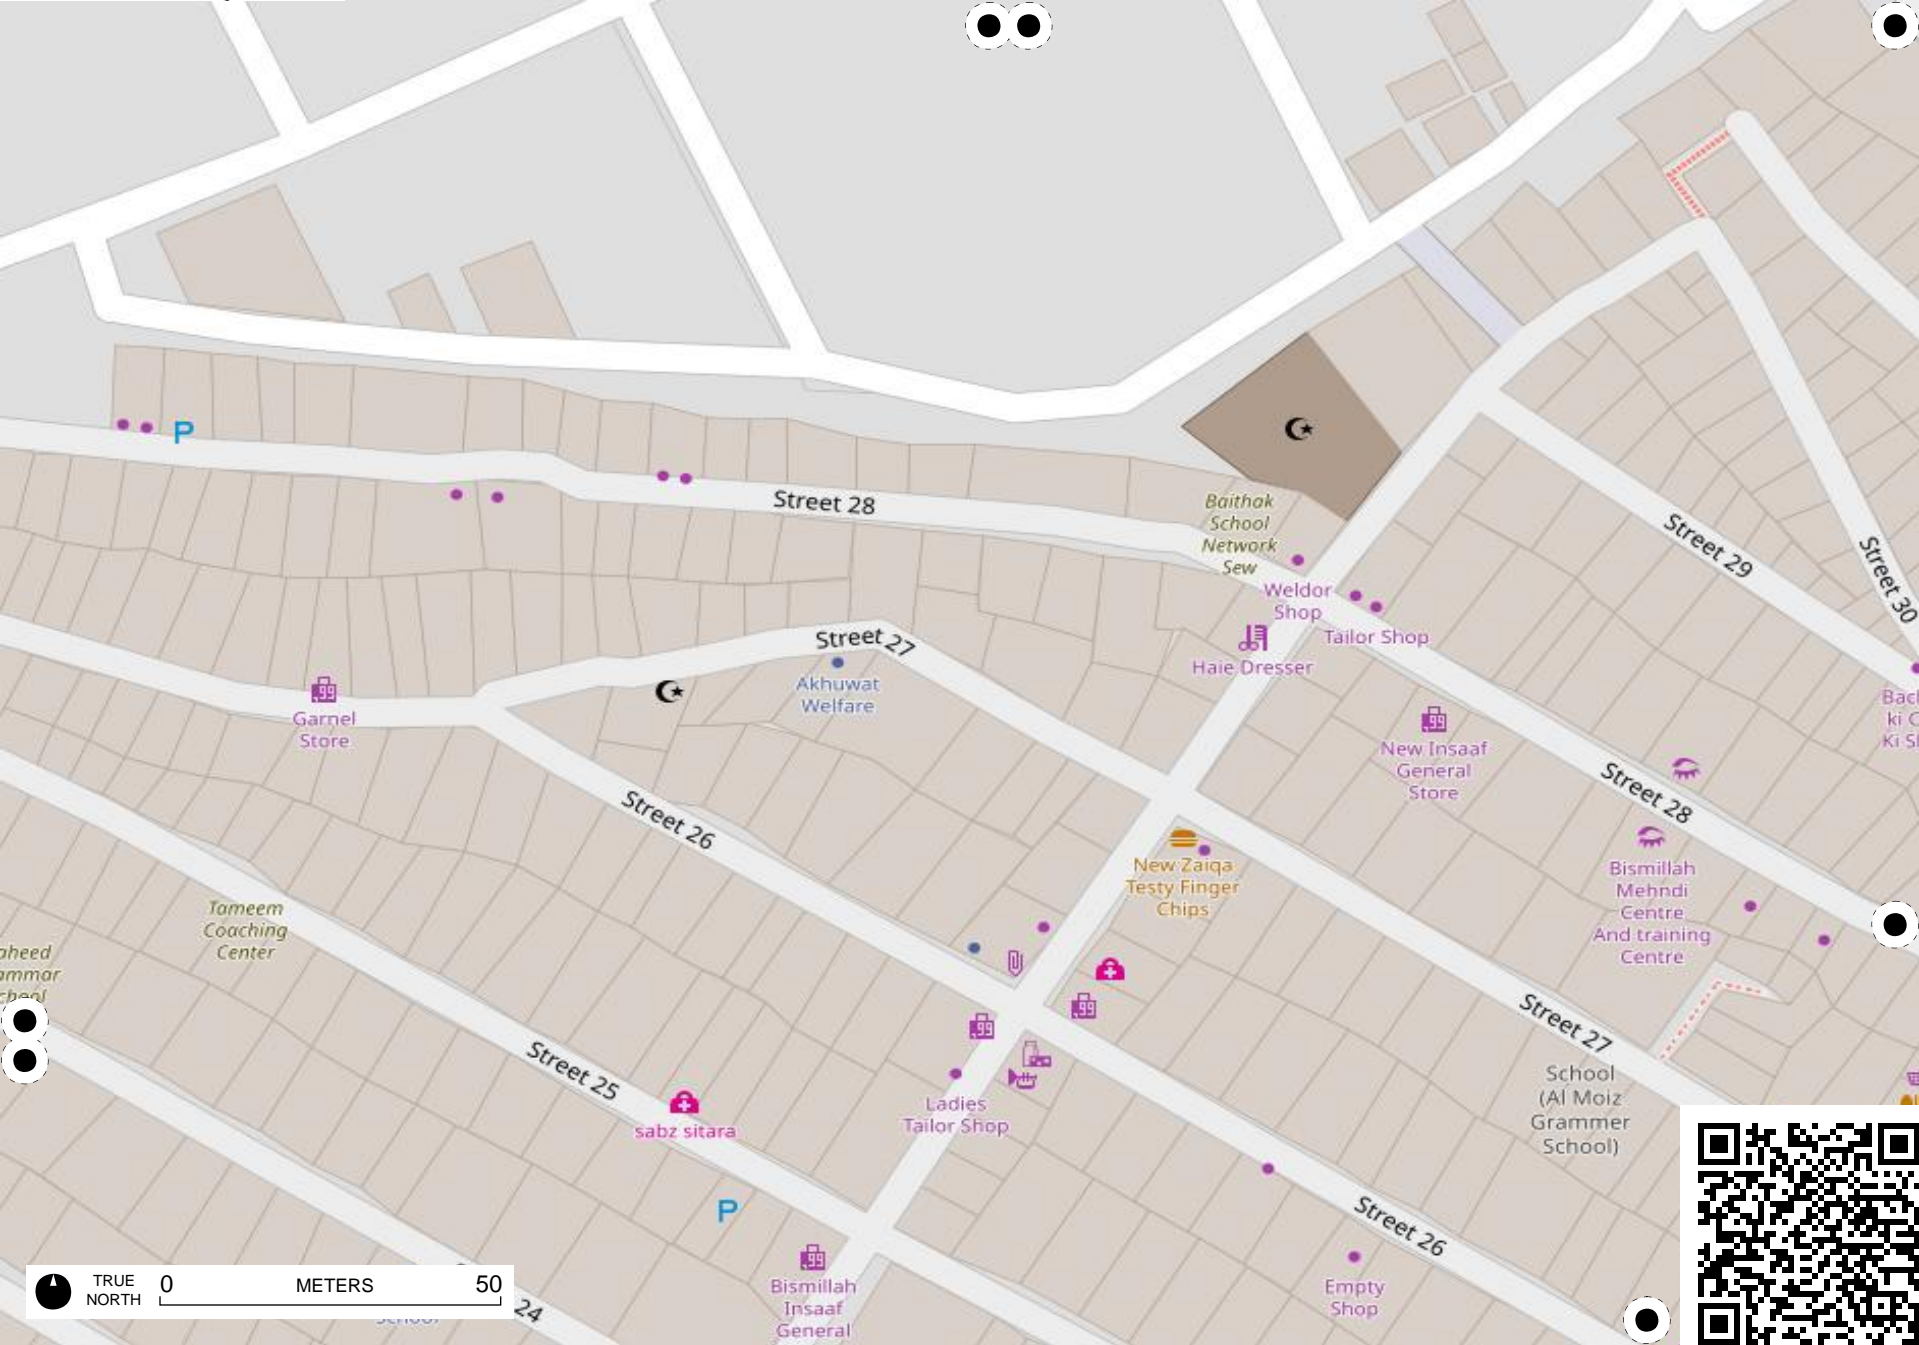 Street 28
Baithak
School
Network
Sew
Weldor
Shop
Tailor Shop
Haie Dresser
Street 29
Street 30
Street 27
Akhuwat
Welfare
Garnel
Store
New Insaaf
General
Store
Street 28
Street 26
New Zaiqa
Testy Finger
Chips
Bismillah
Mehndi
Centre
And training
Centre
Tameem
Coaching
Center
Street 27
Street 25
sabz sitara
Ladies
Tailor Shop
School
(Al Moiz
Grammer
School)
Street 26
P
P
Bismillah
Insaaf
General
Empty
Shop
TRUE
NORTH
0 METERS 50
24